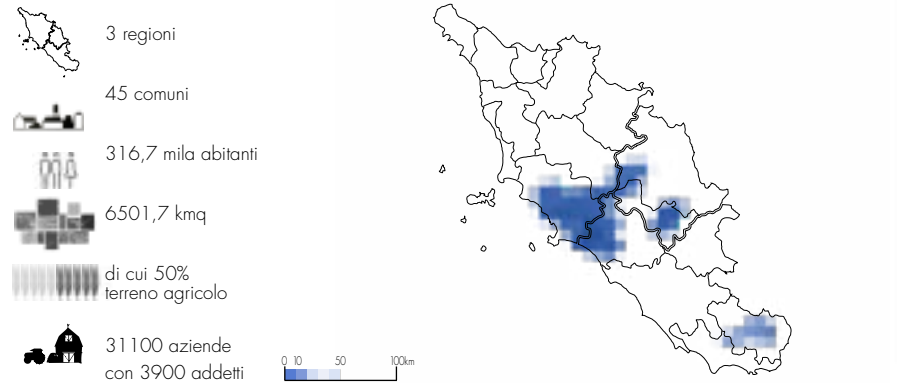 3 regioni
45 comuni
316,7 mila abitanti
6501,7 kmq
di cui 50%
terreno agricolo
31100 aziende
con 3900 addetti
0 10 50 100km